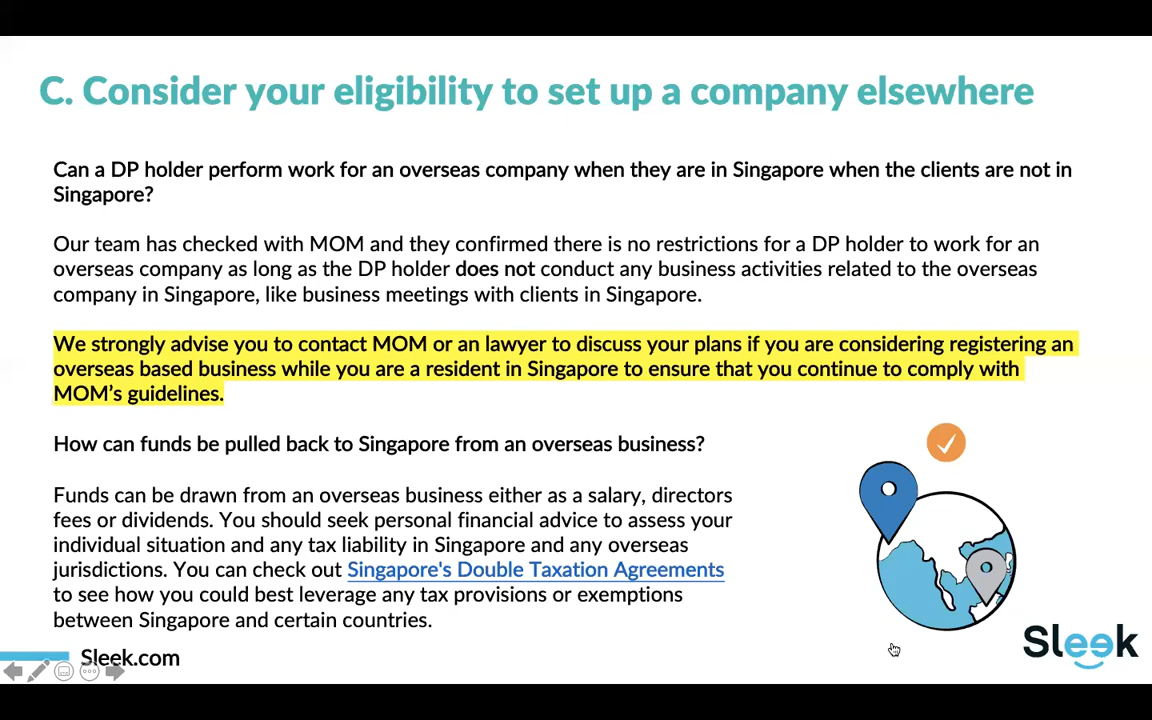 C. Consider your eligibility to set up a company elsewhere
Can a DP holder perform work for an overseas company when they are in Singapore when the clients are not in
Singapore?
Our team has checked with MOM and they confirmed there is no restrictions for a DP holder to work for an
overseas company as long as the DP holder does not conduct any business activities related to the overseas
company in Singapore, like business meetings with clients in Singapore.
We strongly advise you to contact MOM or an lawyer to discuss your plans if you are considering registering an
overseas based business while you are a resident in Singapore to ensure that you continue to comply with
MOM’s guidelines.
How can funds be pulled back to Singapore from an overseas business?
Funds can be drawn from an overseas business either as a salary, directors
fees or dividends. You should seek personal financial advice to assess your
individual situation and any tax liability in Singapore and any overseas
jurisdictions. You can check out Singapore's Double Taxation Agreements
to see how you could best leverage any tax provisions or exemptions
between Singapore and certain countries.
Sleek
Sleek.com